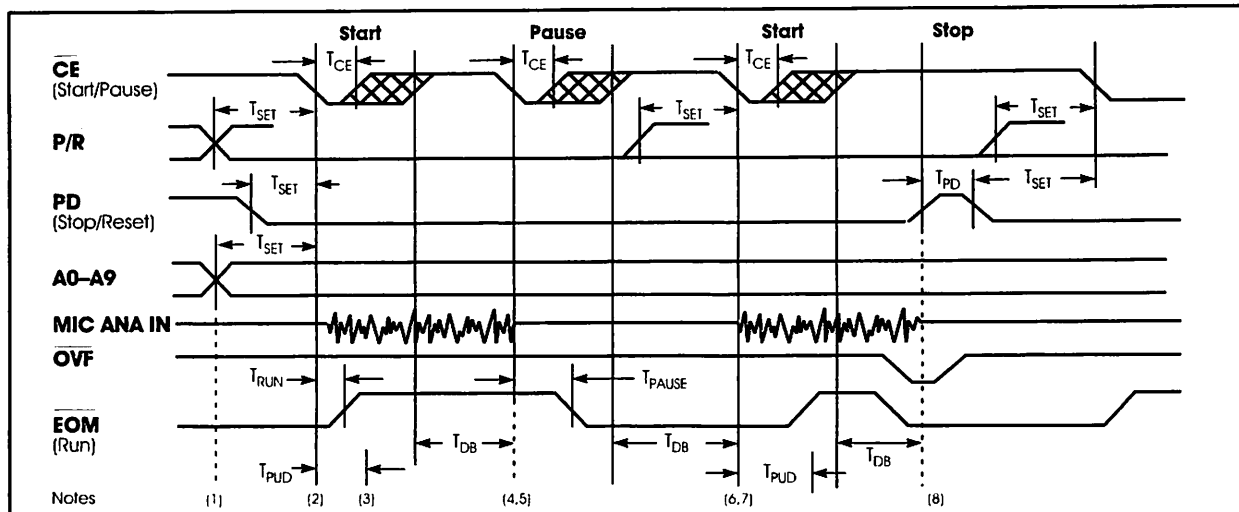 Start Pause Start Stop
CE TCE TCE TCE
(Start/Pause)
TSET TSET TSET
P/R
TSET TPD TSET
PD
(Stop/Reset)
TSET
A0–A9
MIC ANA IN
OVF
TRUN TPAUSE
EOM
(Run)
TDB TDB TDB
TPUD TPUD
Notes (1) (2) (3) (4,5) (6,7) (8)